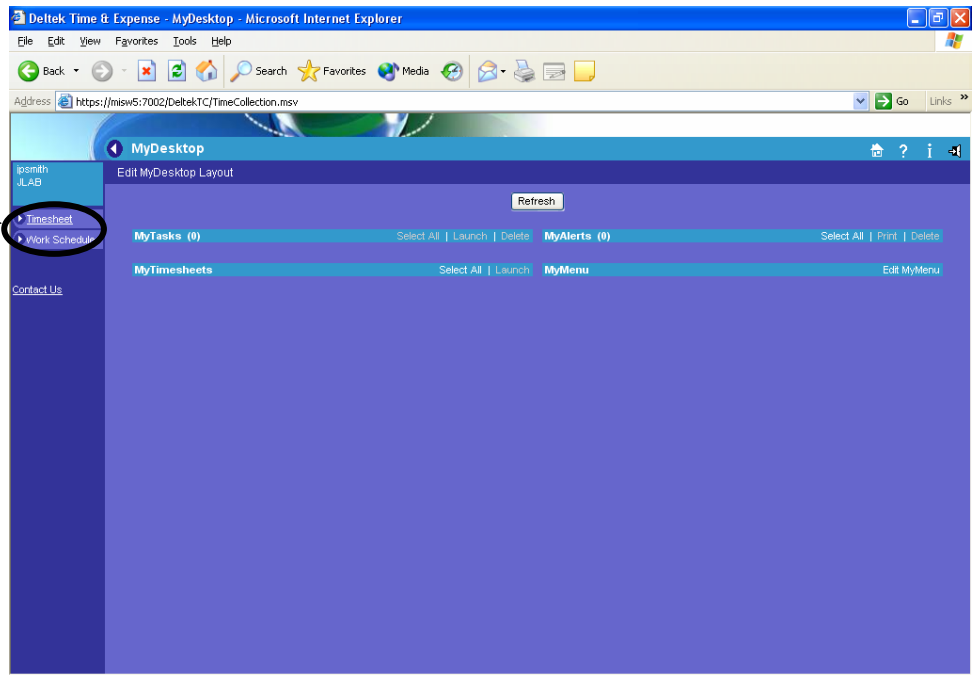 Deltek Time & Expense - MyDesktop - Microsoft Internet Explorer
File Edit View Favorites Tools Help
Back Search Favorites Media
Address https://misw5:7002/DeltekTC/TimeCollection.msv Go Links »
MyDesktop ? i
ipsmith
JLAB
Edit MyDesktop Layout
Refresh
Timesheet
Work Schedule
MyTasks (0) Select All | Launch | Delete MyAlerts (0) Select All | Print | Delete
MyTimesheets Select All | Launch MyMenu Edit MyMenu
Contact Us